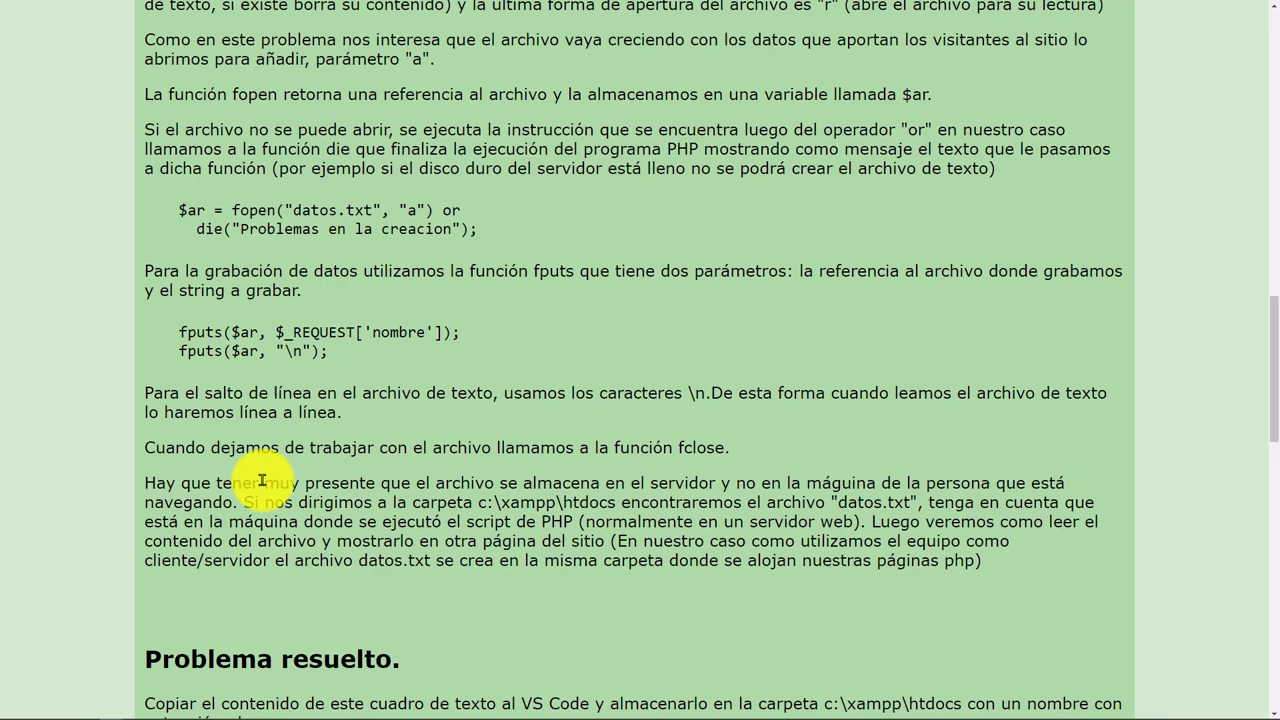 de texto, si existe borra su contenido) y la última forma de apertura del archivo es "r" (abre el archivo para su lectura)
Como en este problema nos interesa que el archivo vaya creciendo con los datos que aportan los visitantes al sitio lo
abrimos para añadir, parámetro "a".
La función fopen retorna una referencia al archivo y la almacenamos en una variable llamada $ar.
Si el archivo no se puede abrir, se ejecuta la instrucción que se encuentra luego del operador "or" en nuestro caso
llamamos a la función die que finaliza la ejecución del programa PHP mostrando como mensaje el texto que le pasamos
a dicha función (por ejemplo si el disco duro del servidor está lleno no se podrá crear el archivo de texto)
$ar = fopen("datos.txt", "a") or
die("Problemas en la creacion");
Para la grabación de datos utilizamos la función fputs que tiene dos parámetros: la referencia al archivo donde grabamos
y el string a grabar.
fputs($ar, $_REQUEST['nombre']);
fputs($ar, "\n");
Para el salto de línea en el archivo de texto, usamos los caracteres \n.De esta forma cuando leamos el archivo de texto
lo haremos línea a línea.
Cuando dejamos de trabajar con el archivo llamamos a la función fclose.
Hay que tener muy presente que el archivo se almacena en el servidor y no en la máguina de la persona que está
navegando. Si nos dirigimos a la carpeta c:\xampp\htdocs encontraremos el archivo "datos.txt", tenga en cuenta que
está en la máquina donde se ejecutó el script de PHP (normalmente en un servidor web). Luego veremos como leer el
contenido del archivo y mostrarlo en otra página del sitio (En nuestro caso como utilizamos el equipo como
cliente/servidor el archivo datos.txt se crea en la misma carpeta donde se alojan nuestras páginas php)
Problema resuelto.
Copiar el contenido de este cuadro de texto al VS Code y almacenarlo en la carpeta c:\xampp\htdocs con un nombre con